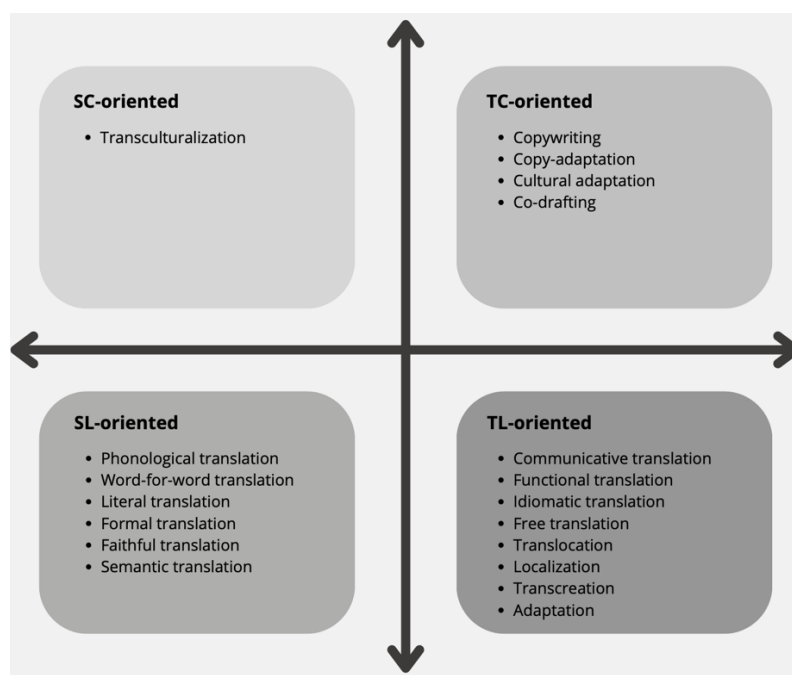 SC-oriented
• Transculturalization
TC-oriented
• Copywriting
• Copy-adaptation
• Cultural adaptation
• Co-drafting
SL-oriented
• Phonological translation
• Word-for-word translation
• Literal translation
• Formal translation
• Faithful translation
• Semantic translation
TL-oriented
• Communicative translation
• Functional translation
• Idiomatic translation
• Free translation
• Translocation
• Localization
• Transcreation
• Adaptation